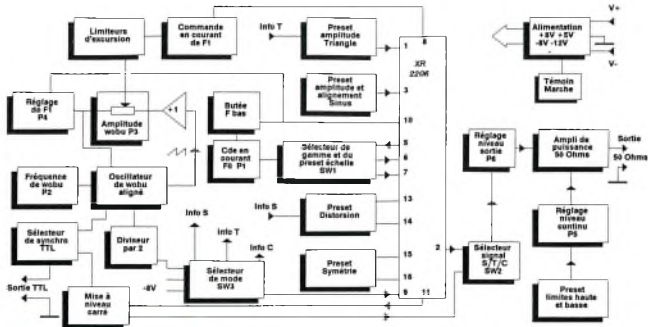 Limiteurs
d'excursion
Commande en
courant de F1
Info T
Preset
amplitude
Triangle
1
8
XR
2206
Alimentation
+8V +5V
-8V -12V
V+
V-
Témoin
Marche
Réglage
de F1
P4
Amplitude
wobu P3
+1
Butée
F bas
Preset
amplitude et
alignement
Sinus
3
10
Fréquence
de wobu
P2
Oscillateur
de wobu
aligné
Cde en
courant
F0 P1
Sélecteur de
gamme et du
preset échelle
SW1
5
6
7
Réglage
niveau
sortie
P6
Ampli de
puissance
50 Ohms
Sortie
50 Ohms
Sélecteur
de synchro
TTL
Diviseur
par 2
Info S
Info T
Info C
Info S
Preset
Distorsion
13
14
Réglage
niveau
continu
P5
Sortie TTL
-8V
Sélecteur
de mode
SW3
Preset
Symétrie
15
16
2
Sélecteur
signal
S/T/C
SW2
Mise à
niveau
carré
9
11
Preset
limites haute
et basse